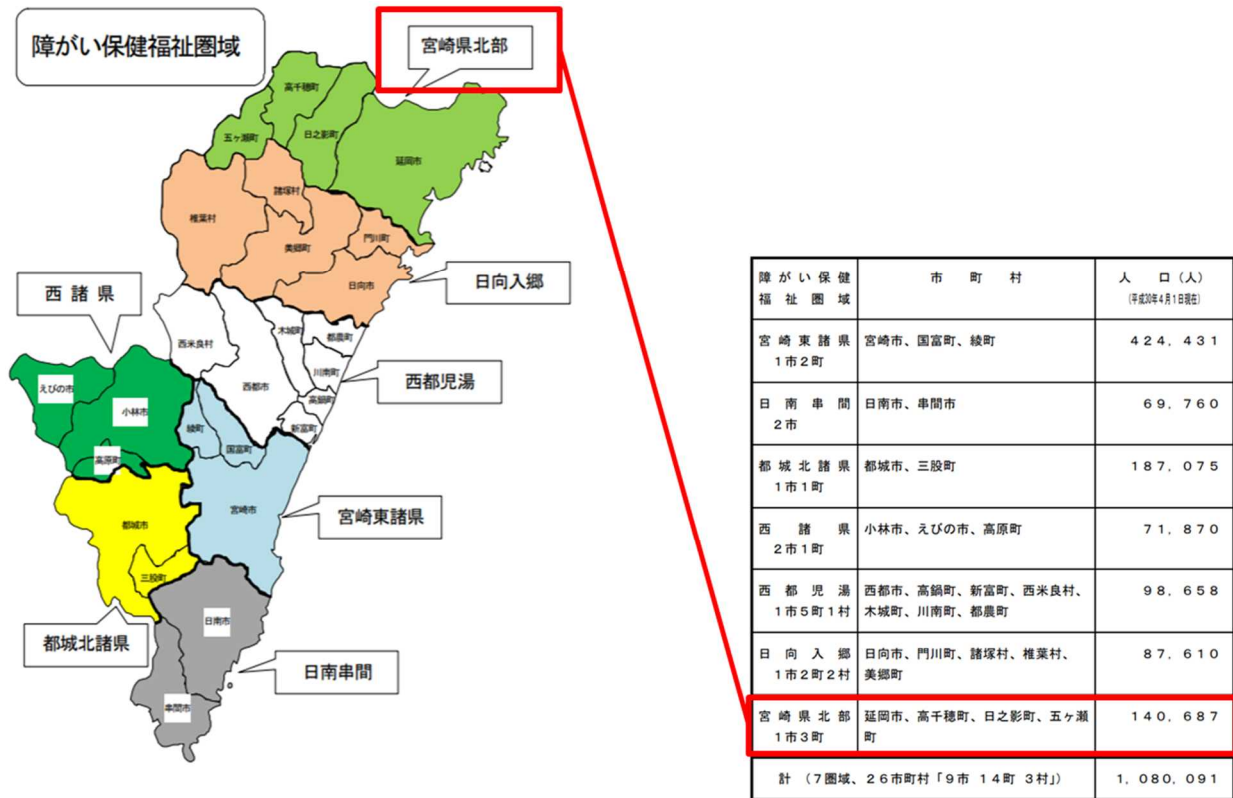 障がい保健福祉圏域
宮崎県北部
高千穂町
五ヶ瀬町
日之影町
延岡市
諸塚村
椎葉村
美郷町
門川町
日向市
日向入郷
西諸県
西米良村
木城町
都農町
川南町
西都市
高鍋町
新富町
西都児湯
えびの市
小林市
高原町
綾町
国富町
宮崎市
宮崎東諸県
都城市
三股町
都城北諸県
日南市
串間市
日南串間
障がい保健
福祉圏域
市町村
人口(人)
(平成30年4月1日現在)
宮崎東諸県
1市2町
宮崎市、国富町、綾町
424,431
日南串間
2市
日南市、串間市
69,760
都城北諸県
1市1町
都城市、三股町
187,075
西諸県
2市1町
小林市、えびの市、高原町
71,870
西都児湯
1市5町1村
西都市、高鍋町、新富町、西米良村、
木城町、川南町、都農町
98,658
日向入郷
1市2町2村
日向市、門川町、諸塚村、椎葉村、
美郷町
87,610
宮崎県北部
1市3町
延岡市、高千穂町、日之影町、五ヶ瀬
町
140,687
計 (7圏域、26市町村「9市 14町 3村」)
1,080,091